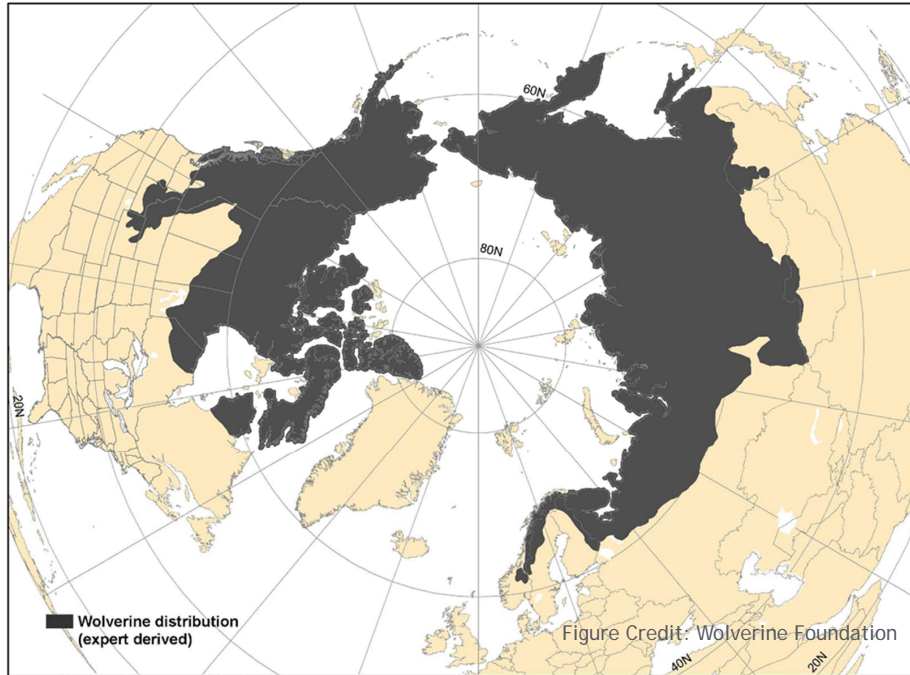 60N
80N
20N
Wolverine distribution
(expert derived)
Figure Credit: Wolverine Foundation
40N
20N